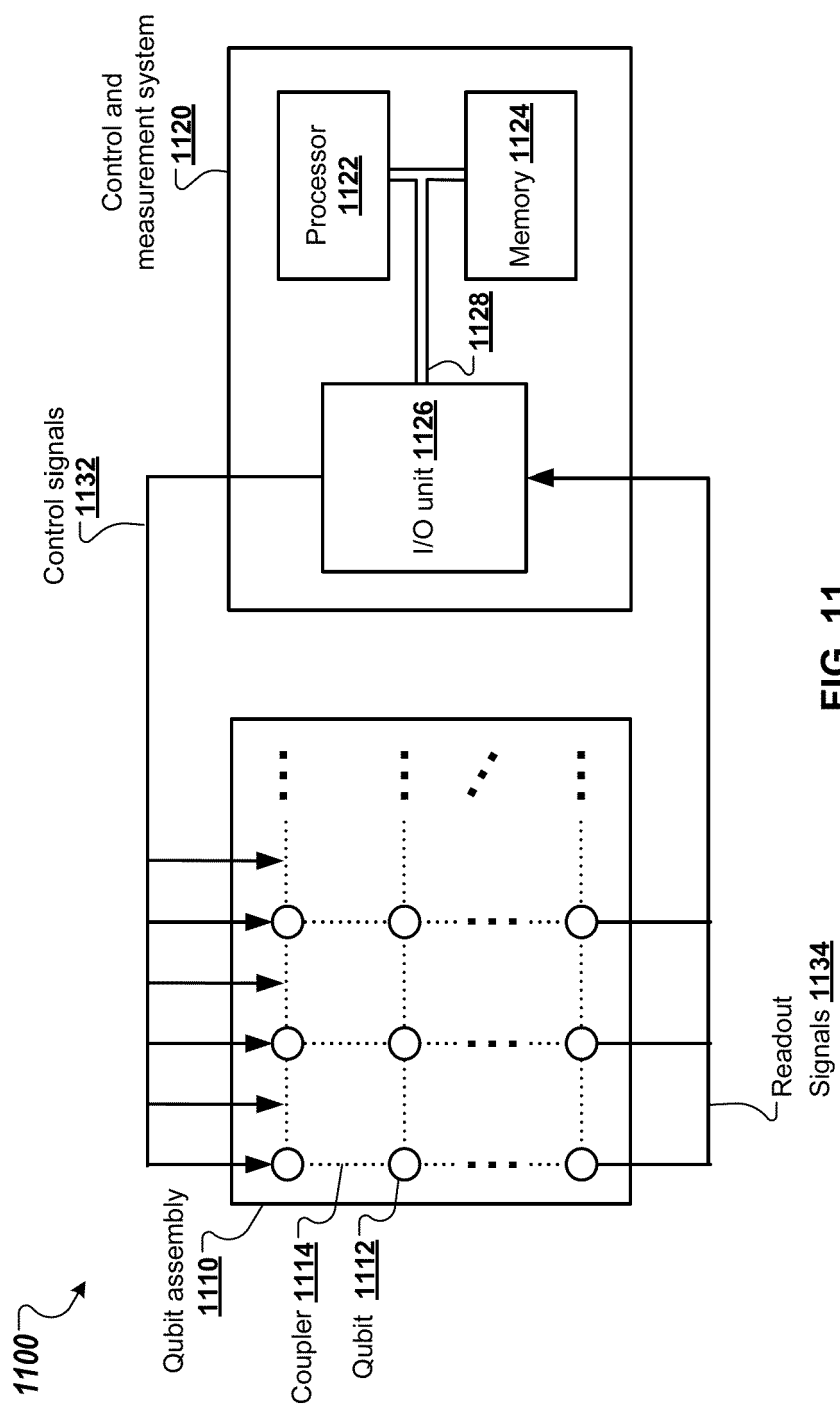 1100
Qubit assembly
1110
Coupler 1114
Qubit 1112
Control signals
1132
Control and
measurement system
1120
Processor
1122
Memory 1124
I/O unit 1126
1128
Readout
Signals 1134
FIG. 11